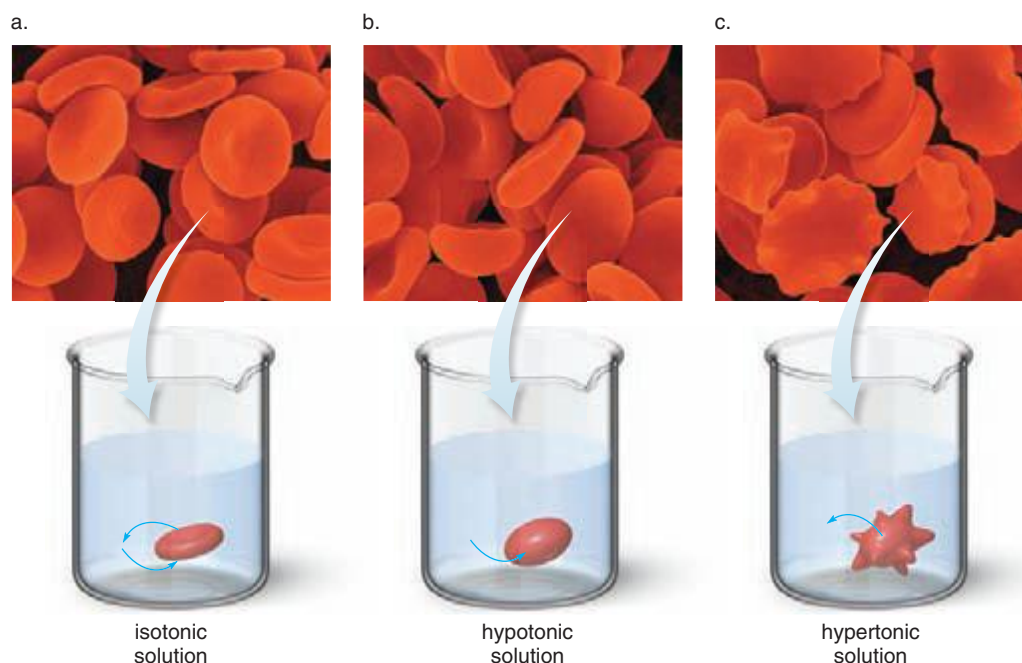 a.
b.
c.
isotonic
solution
hypotonic
solution
hypertonic
solution